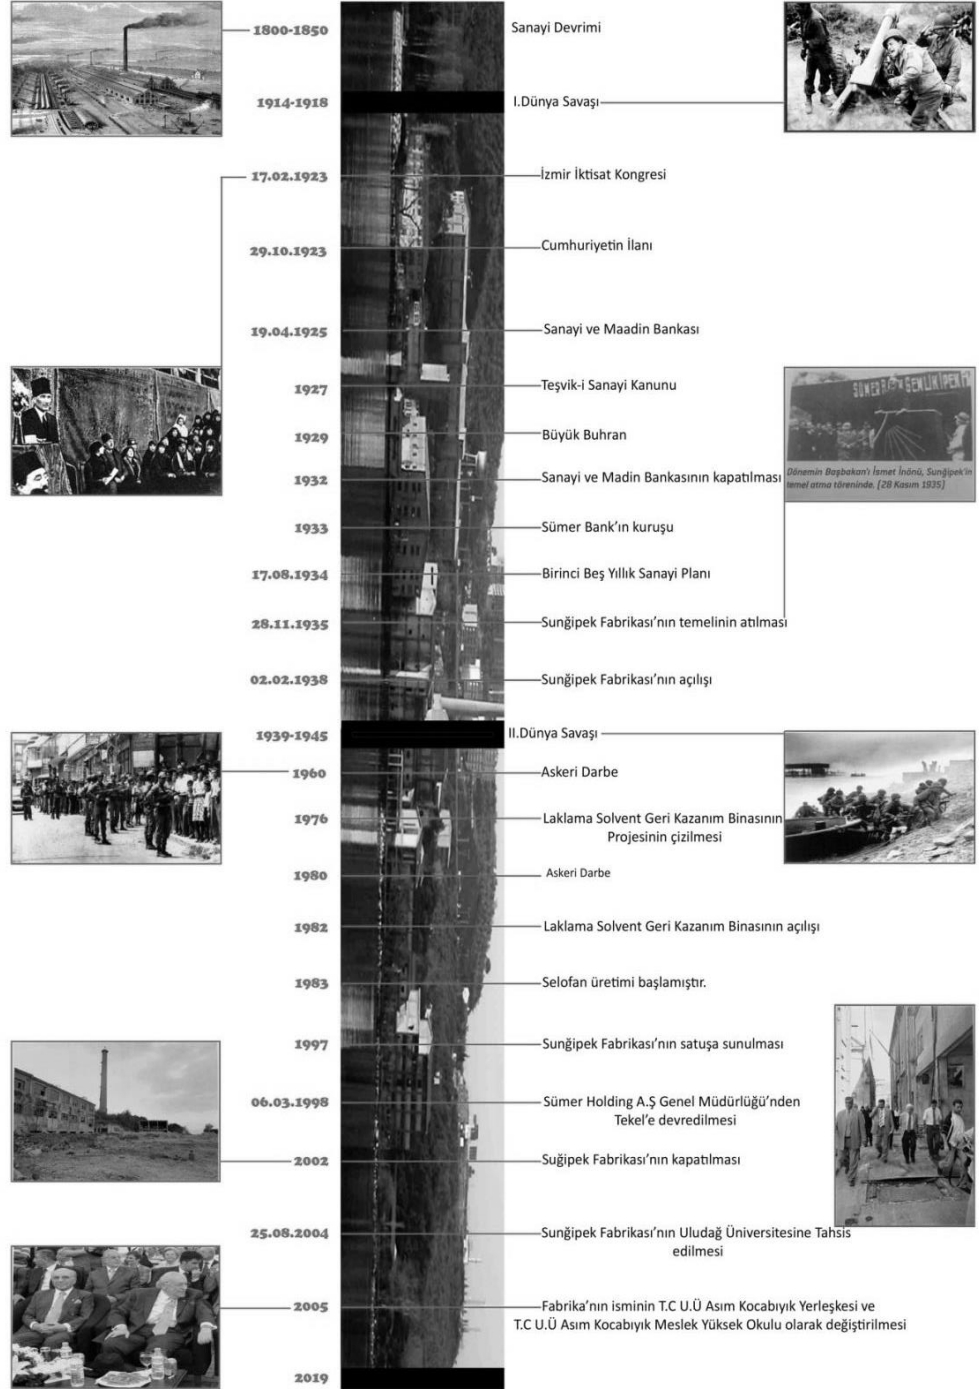 1800-1850 Sanayi Devrimi
1914-1918 I.Dünya Savaşı
17.02.1923 İzmir İktisat Kongresi
29.10.1923 Cumhuriyetin İlanı
19.04.1925 Sanayi ve Maadin Bankası
1927 Teşvik-i Sanayi Kanunu
1929 Büyük Buhran
1932 Sanayi ve Madin Bankasının kapatılması
SÜMER
Dönemin Başbakan'ı İsmet İnönü, Sunğipek'in
temel atma töreninde. [28 Kasım 1935]
1933 Sümer Bank'ın kuruşu
17.08.1934 Birinci Beş Yıllık Sanayi Planı
28.11.1935 Sunğipek Fabrikası'nın temelinin atılması
02.02.1938 Sunğipek Fabrikası'nın açılışı
1939-1945 II.Dünya Savaşı
1960 Askeri Darbe
1976 Laklama Solvent Geri Kazanım Binasının
Projesinin çizilmesi
1980 Askeri Darbe
1982 Laklama Solvent Geri Kazanım Binasının açılışı
1983 Selofan üretimi başlamıştır.
1997 Sunğipek Fabrikası'nın satuşa sunulması
06.03.1998 Sümer Holding A.Ş Genel Müdürlüğü'nden
Tekel'e devredilmesi
2002 Suğipek Fabrikası'nın kapatılması
25.08.2004 Sunğipek Fabrikası'nın Uludağ Üniversitesine Tahsis
edilmesi
2005 Fabrika'nın isminin T.C U.Ü Asım Kocabıyık Yerleşkesi ve
T.C U.Ü Asım Kocabıyık Meslek Yüksek Okulu olarak değiştirilmesi
2019